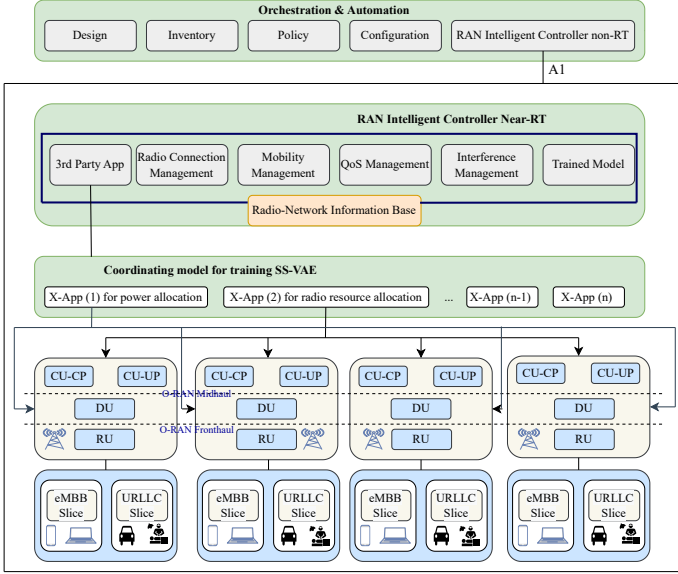 Orchestration & Automation
Design
Inventory
Policy
Configuration
RAN Intelligent Controller non-RT
A1
RAN Intelligent Controller Near-RT
3rd Party App
Radio Connection
Management
Mobility
Management
QoS Management
Interference
Management
Trained Model
Radio-Network Information Base
Coordinating model for training SS-VAE
X-App (1) for power allocation
X-App (2) for radio resource allocation
...
X-App (n-1)
X-App (n)
CU-CP
CU-UP
CU-CP
CU-UP
CU-CP
CU-UP
CU-CP
CU-UP
O-RAN Midhaul
DU
DU
DU
DU
O-RAN Fronthaul
RU
RU
RU
RU
eMBB
Slice
URLLC
Slice
eMBB
Slice
URLLC
Slice
eMBB
Slice
URLLC
Slice
eMBB
Slice
URLLC
Slice